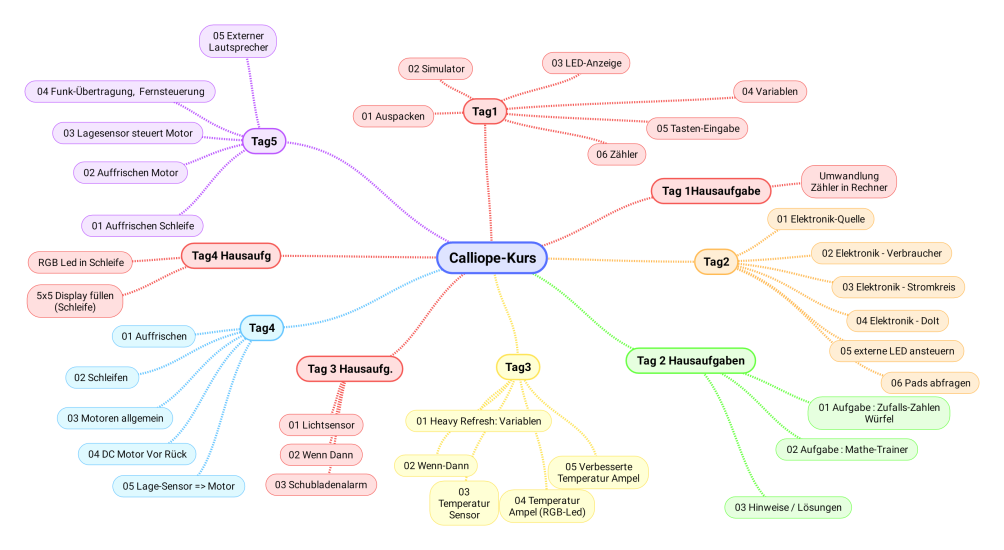 Calliope-Kurs
Tag1
01 Auspacken
02 Simulator
03 LED-Anzeige
04 Variablen
05 Tasten-Eingabe
06 Zähler
Tag 1Hausaufgabe
Umwandlung
Zähler in Rechner
Tag2
01 Elektronik-Quelle
02 Elektronik - Verbraucher
03 Elektronik - Stromkreis
04 Elektronik - DoIt
05 externe LED ansteuern
06 Pads abfragen
Tag 2 Hausaufgaben
01 Aufgabe : Zufalls-Zahlen
Würfel
02 Aufgabe : Mathe-Trainer
03 Hinweise / Lösungen
Tag3
01 Heavy Refresh: Variablen
02 Wenn-Dann
03
Temperatur
Sensor
04 Temperatur
Ampel (RGB-Led)
05 Verbesserte
Temperatur Ampel
Tag 3 Hausaufg.
01 Lichtsensor
02 Wenn Dann
03 Schubladenalarm
Tag4
01 Auffrischen
02 Schleifen
03 Motoren allgemein
04 DC Motor Vor Rück
05 Lage-Sensor => Motor
Tag4 Hausaufg
RGB Led in Schleife
5x5 Display füllen
(Schleife)
Tag5
01 Auffrischen Schleife
02 Auffrischen Motor
03 Lagesensor steuert Motor
04 Funk-Übertragung, Fernsteuerung
05 Externer
Lautsprecher